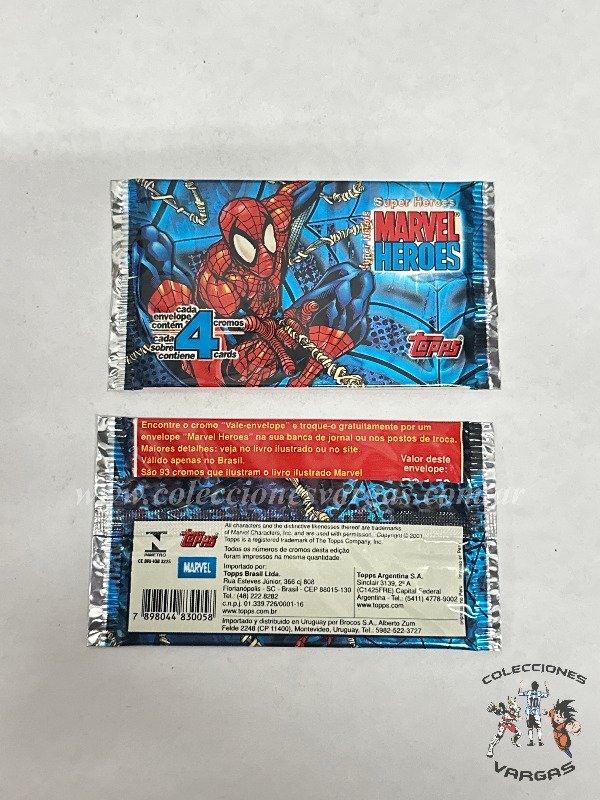 Super Heroes
MARVEL
HEROES
Super Heroes
cada
envelope
contém
4
cromos
cada
sobre
contiene
cards
Topps
Encontre o cromo "Vale-envelope" e troque-o gratuitamente por um
envelope "Marvel Heroes" na sua banca de jornal ou nos postos de troca.
Maiores detalhes: veja no livro ilustrado ou no site.
Válido apenas no Brasil.
São 93 cromos que ilustram o livro ilustrado Marvel
Valor deste
envelope:
www.coleccionesvargas.com.ar
INMETRO
Topps
MARVEL
All characters and the distinctive likenesses thereof are trademarks
of Marvel Characters, Inc. and are used with permission. Copyright © 2001
Topps is a registered trademark of The Topps Company, Inc.
Todos os números de cromos desta edição
foram impressos na mesma quantidade.
Importado por:
Topps Brasil Ltda.
Rua Esteves Júnior, 366 cj 808
Florianópolis - SC - Brasil - CEP 88015-130
Tel.: (48) 222.8282
c.n.p.j. 01.339.726/0001-16
www.topps.com
Topps Argentina S.A.
Sinclair 3139, 2º A
(C1425FRE) Capital Federal
Argentina - Tel.: (5411) 4778-9002
www.topps.com
7 898044 830058
Importado y distribuido en Uruguay per Brocos S.A., Alberto Zum
Felde 2248 (CP 11400), Montevideo, Uruguay. Tel.: 5982-522-3727
COLECCIONES
10
VARGAS